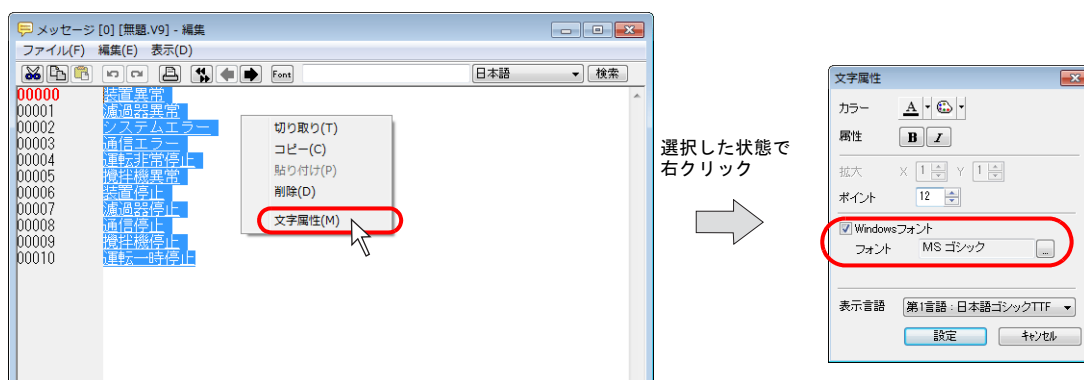 メッセージ [0] [無題.V9] - 編集
ファイル(F) 編集(E) 表示(D)
Font 日本語 検索
00000 装置異常
00001 濾過器異常
00002 システムエラー
00003 通信エラー
00004 運転非常停止
00005 攪拌機異常
00006 装置停止
00007 濾過器停止
00008 通信停止
00009 攪拌機停止
00010 運転一時停止
切り取り(T)
コピー(C)
貼り付け(P)
削除(D)
文字属性(M)
選択した状態で
右クリック
文字属性
カラー A
属性 B I
拡大 X 1 Y 1
ポイント 12
Windowsフォント
フォント MS ゴシック ...
表示言語 第1言語:日本語ゴシックTTF
設定 キャンセル